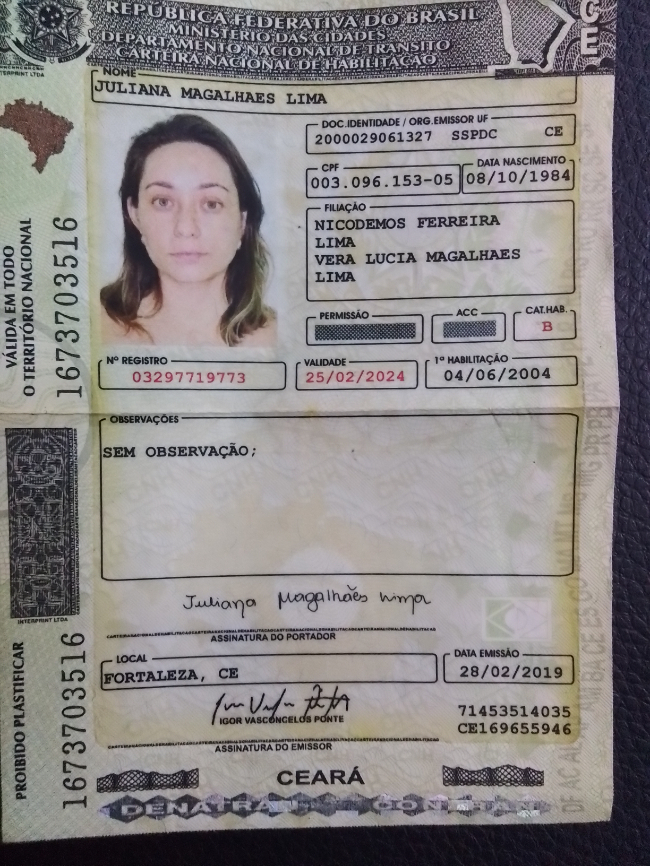 REPÚBLICA FEDERATIVA DO BRASIL
MINISTÉRIO DAS CIDADES
DEPARTAMENTO NACIONAL DE TRÂNSITO
CARTEIRA NACIONAL DE HABILITAÇÃO
CE
INTERPRINT LTDA
NOME
JULIANA MAGALHAES LIMA
DOC. IDENTIDADE / ORG. EMISSOR UF
2000029061327 SSPDC CE
CPF
003.096.153-05
DATA NASCIMENTO
08/10/1984
FILIAÇÃO
NICODEMOS FERREIRA
LIMA
VERA LUCIA MAGALHAES
LIMA
PERMISSÃO
ACC
CAT. HAB.
B
Nº REGISTRO
03297719773
VALIDADE
25/02/2024
1ª HABILITAÇÃO
04/06/2004
VÁLIDA EM TODO
O TERRITÓRIO NACIONAL
1673703516
OBSERVAÇÕES
SEM OBSERVAÇÃO;
INTERPRINT LTDA
Juliana Magalhães Lima
ASSINATURA DO PORTADOR
LOCAL
FORTALEZA, CE
DATA EMISSÃO
28/02/2019
IGOR VASCONCELOS PONTE
ASSINATURA DO EMISSOR
71453514035
CE169655946
PROIBIDO PLASTIFICAR
1673703516
CEARÁ
DENATRAN CONTRAN